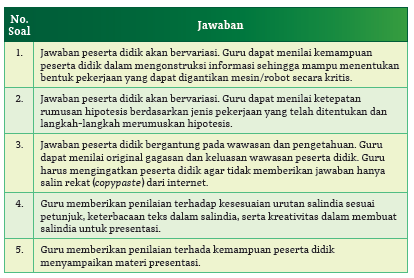 No. Soal
Jawaban
1.
Jawaban peserta didik akan bervariasi. Guru dapat menilai kemampuan
peserta didik dalam mengonstruksi informasi sehingga mampu menentukan
bentuk pekerjaan yang dapat digantikan mesin/robot secara kritis.
2.
Jawaban peserta didik akan bervariasi. Guru dapat menilai ketepatan
rumusan hipotesis berdasarkan jenis pekerjaan yang telah ditentukan dan
langkah-langkah merumuskan hipotesis.
3.
Jawaban peserta didik bergantung pada wawasan dan pengetahuan. Guru
dapat menilai original gagasan dan keluasan wawasan peserta didik. Guru
harus mengingatkan peserta didik agar tidak memberikan jawaban hanya
salin rekat (copypaste) dari internet.
4.
Guru memberikan penilaian terhadap kesesuaian urutan salindia sesuai
petunjuk, keterbacaan teks dalam salindia, serta kreativitas dalam membuat
salindia untuk presentasi.
5.
Guru memberikan penilaian terhada kemampuan peserta didik
menyampaikan materi presentasi.